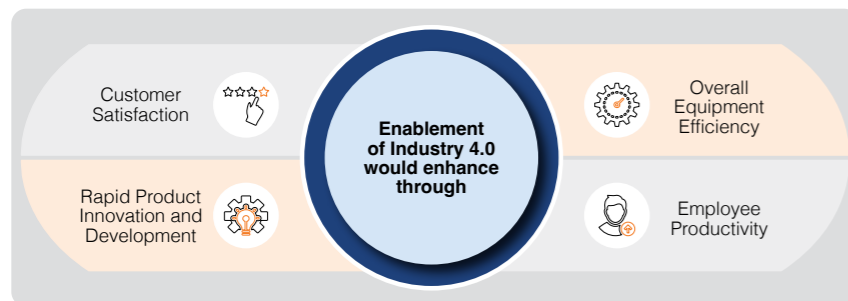 Customer
Satisfaction
Rapid Product
Innovation and
Development
Enablement
of Industry 4.0
would enhance
through
Overall
Equipment
Efficiency
Employee
Productivity